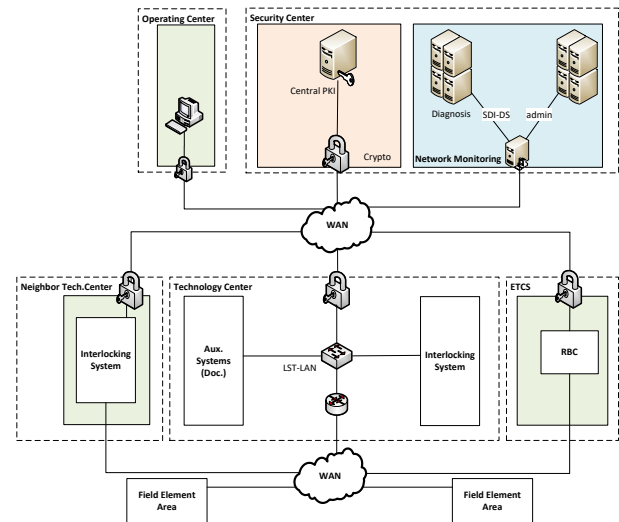 Operating Center
Security Center
Central PKI
Crypto
Diagnosis
SDI-DS
admin
Network Monitoring
WAN
Neighbor Tech.Center
Technology Center
ETCS
Interlocking
System
Aux.
Systems
(Doc.)
LST-LAN
Interlocking
System
RBC
WAN
Field Element
Area
Field Element
Area